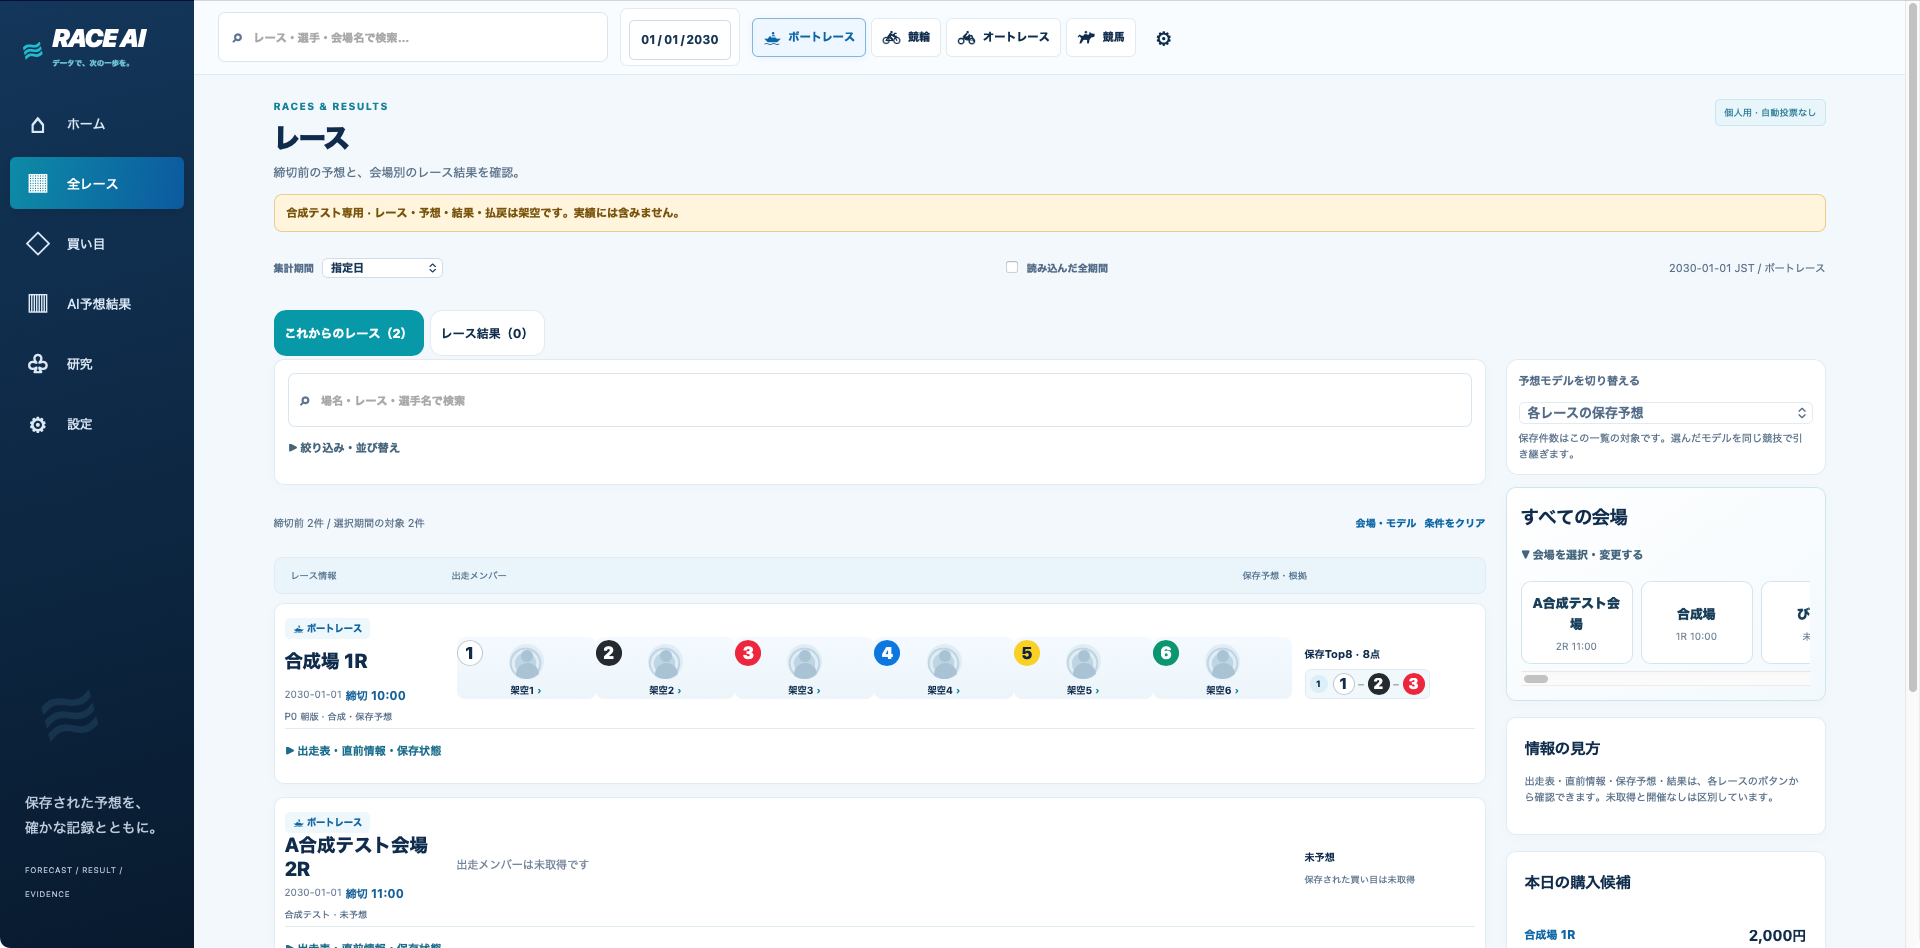 RACE AI
データで、次の一歩を。
ホーム
全レース
買い目
AI予想結果
研究
設定
保存された予想を、
確かな記録とともに。
FORECAST / RESULT /
EVIDENCE
レース・選手・会場名で検索...
01/01/2030
ボートレース
競輪
オートレース
競馬
RACES & RESULTS
レース
締切前の予想と、会場別のレース結果を確認。
個人用・自動投票なし
合成テスト専用・レース・予想・結果・払戻は架空です。実績には含みません。
集計期間
指定日
読み込んだ全期間
2030-01-01 JST / ボートレース
これからのレース（2）
レース結果（0）
場名・レース・選手名で検索
▶絞り込み・並び替え
締切前 2件 / 選択期間の対象 2件
会場・モデル 条件をクリア
レース情報
出走メンバー
保存予想・根拠
ボートレース
合成場 1R
2030-01-01 締切 10:00
P0 朝版・合成・保存予想
1
架空1 ›
2
架空2 ›
3
架空3 ›
4
架空4 ›
5
架空5 ›
6
架空6 ›
保存Top8・8点
1 1 – 2 – 3
▶出走表・直前情報・保存状態
ボートレース
A合成テスト会場
2R
2030-01-01 締切 11:00
合成テスト・未予想
出走メンバーは未取得です
未予想
保存された買い目は未取得
▶出走表・直前情報・保存状態
予想モデルを切り替える
各レースの保存予想
保存件数はこの一覧の対象です。選んだモデルを同じ競技で引
き継ぎます。
すべての会場
▼会場を選択・変更する
A合成テスト会
場
2R 11:00
合成場
1R 10:00
び
未
情報の見方
出走表・直前情報・保存予想・結果は、各レースのボタンか
ら確認できます。未取得と開催なしは区別しています。
本日の購入候補
合成場 1R
2,000円